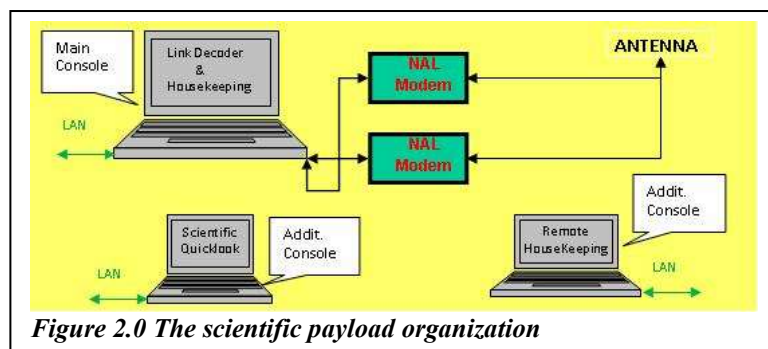 Main
Console
Link Decoder
&
Housekeeping
NAL
Modem
ANTENNA
LAN
NAL
Modem
Scientific
Quicklook
Addit.
Console
LAN
Remote
HouseKeeping
Addit.
Console
LAN
Figure 2.0 The scientific payload organization